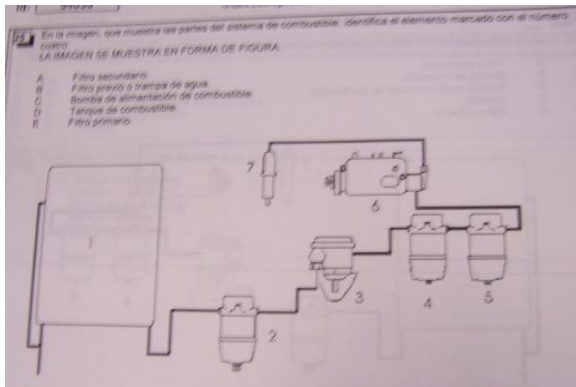 25 En la imagen, que muestra las partes del sistema de combustible, identifica el elemento marcado con el número
cuatro.
LA IMAGEN SE MUESTRA EN FORMA DE FIGURA.
A Filtro secundario.
B Filtro previo o trampa de agua.
C Bomba de alimentación de combustible.
D Tanque de combustible.
E Filtro primario.
7
8
6
1
3
4
5
2